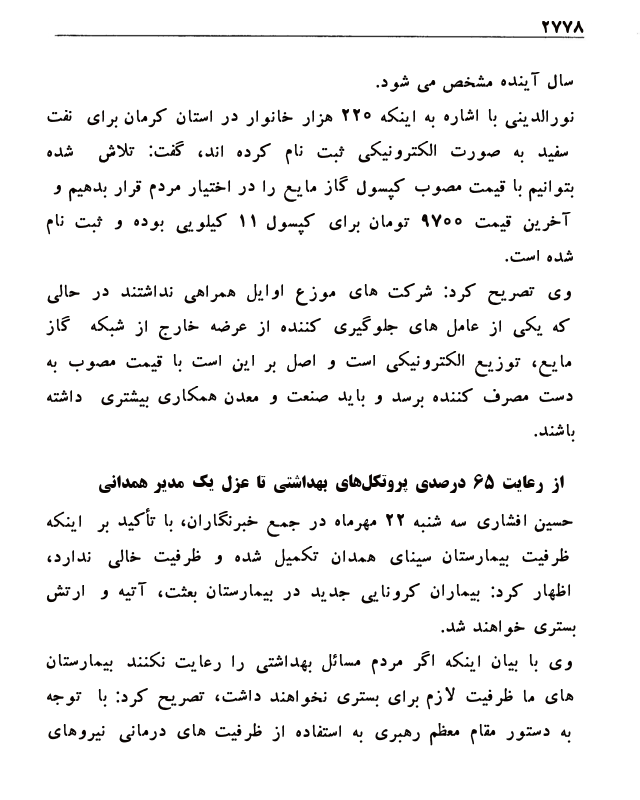 ۲۷۷۸
سال آینده مشخص می شود.
نورالدینی با اشاره به اینکه ۲۲۰ هزار خانوار در استان کرمان برای نفت
سفید به صورت الکترونیکی ثبت نام کرده اند، گفت: تلاش شده
بتوانیم با قیمت مصوب کپسول گاز مایع را در اختیار مردم قرار بدهیم و
آخرین قیمت ۹۷۰۰ تومان برای کپسول ۱۱ کیلویی بوده و ثبت نام
شده است.
وی تصریح کرد: شرکت های موزع اوایل همراهی نداشتند در حالی
که یکی از عامل های جلوگیری کننده از عرضه خارج از شبکه گاز
مایع، توزیع الکترونیکی است و اصل بر این است با قیمت مصوب به
دست مصرف کننده برسد و باید صنعت و معدن همکاری بیشتری داشته
باشند.
از رعایت ۶۵ درصدی پروتکل‌های بهداشتی تا عزل یک مدیر همدانی
حسین افشاری سه شنبه ۲۲ مهرماه در جمع خبرنگاران، با تأکید بر اینکه
ظرفیت بیمارستان سینای همدان تکمیل شده و ظرفیت خالی ندارد،
اظهار کرد: بیماران کرونایی جدید در بیمارستان بعثت، آتیه و ارتش
بستری خواهند شد.
وی با بیان اینکه اگر مردم مسائل بهداشتی را رعایت نکنند بیمارستان
های ما ظرفیت لازم برای بستری نخواهند داشت، تصریح کرد: با توجه
به دستور مقام معظم رهبری به استفاده از ظرفیت های درمانی نیروهای